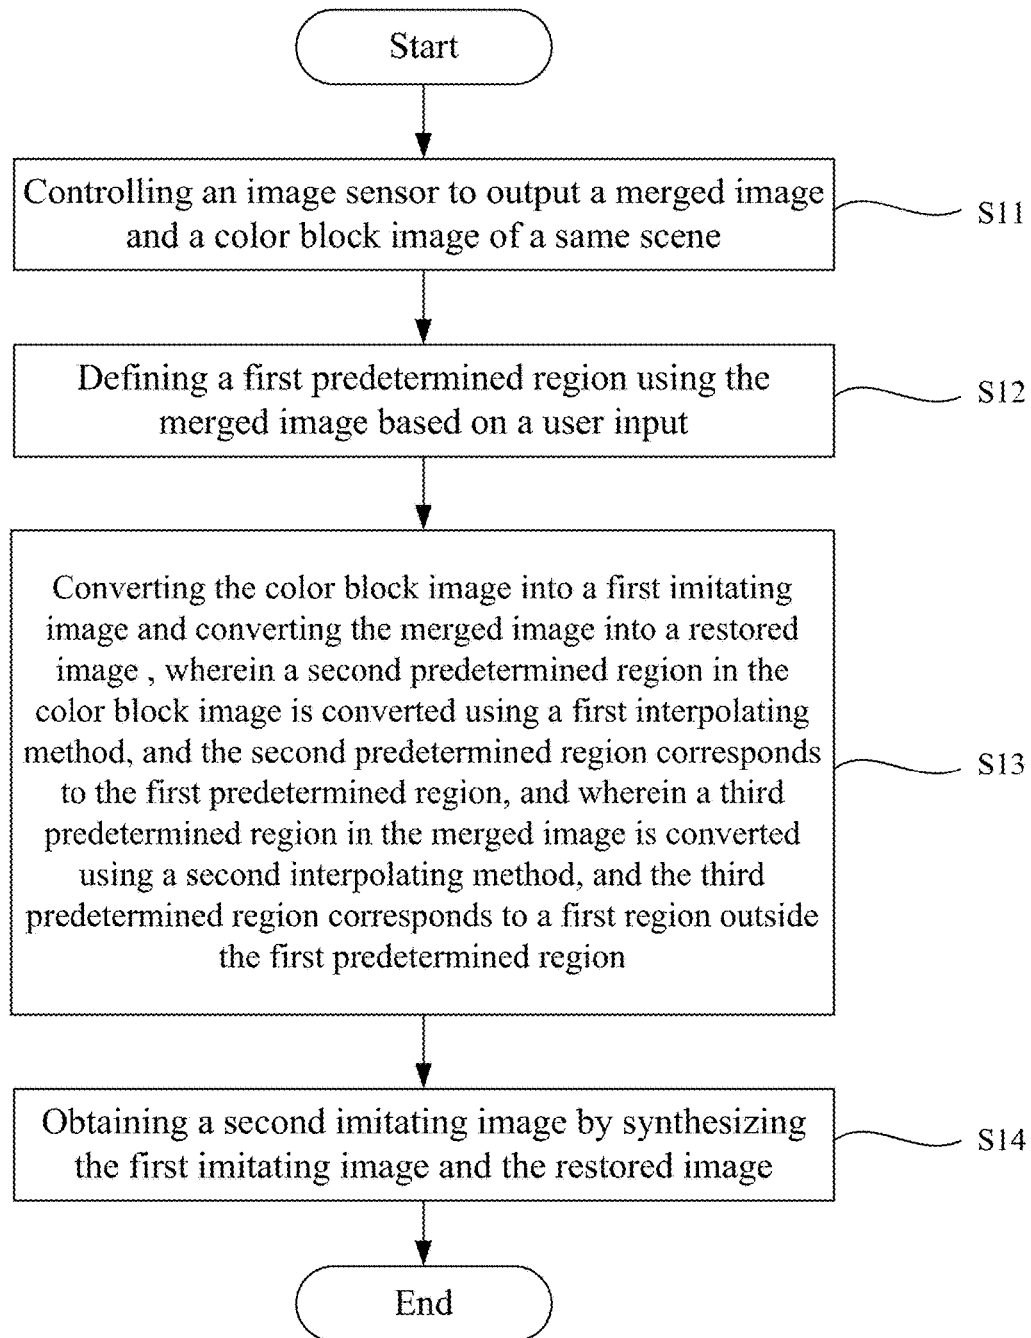 Start
Controlling an image sensor to output a merged image
and a color block image of a same scene
S11
Defining a first predetermined region using the
merged image based on a user input
S12
Converting the color block image into a first imitating
image and converting the merged image into a restored
image , wherein a second predetermined region in the
color block image is converted using a first interpolating
method, and the second predetermined region corresponds
to the first predetermined region, and wherein a third
predetermined region in the merged image is converted
using a second interpolating method, and the third
predetermined region corresponds to a first region outside
the first predetermined region
S13
Obtaining a second imitating image by synthesizing
the first imitating image and the restored image
S14
End